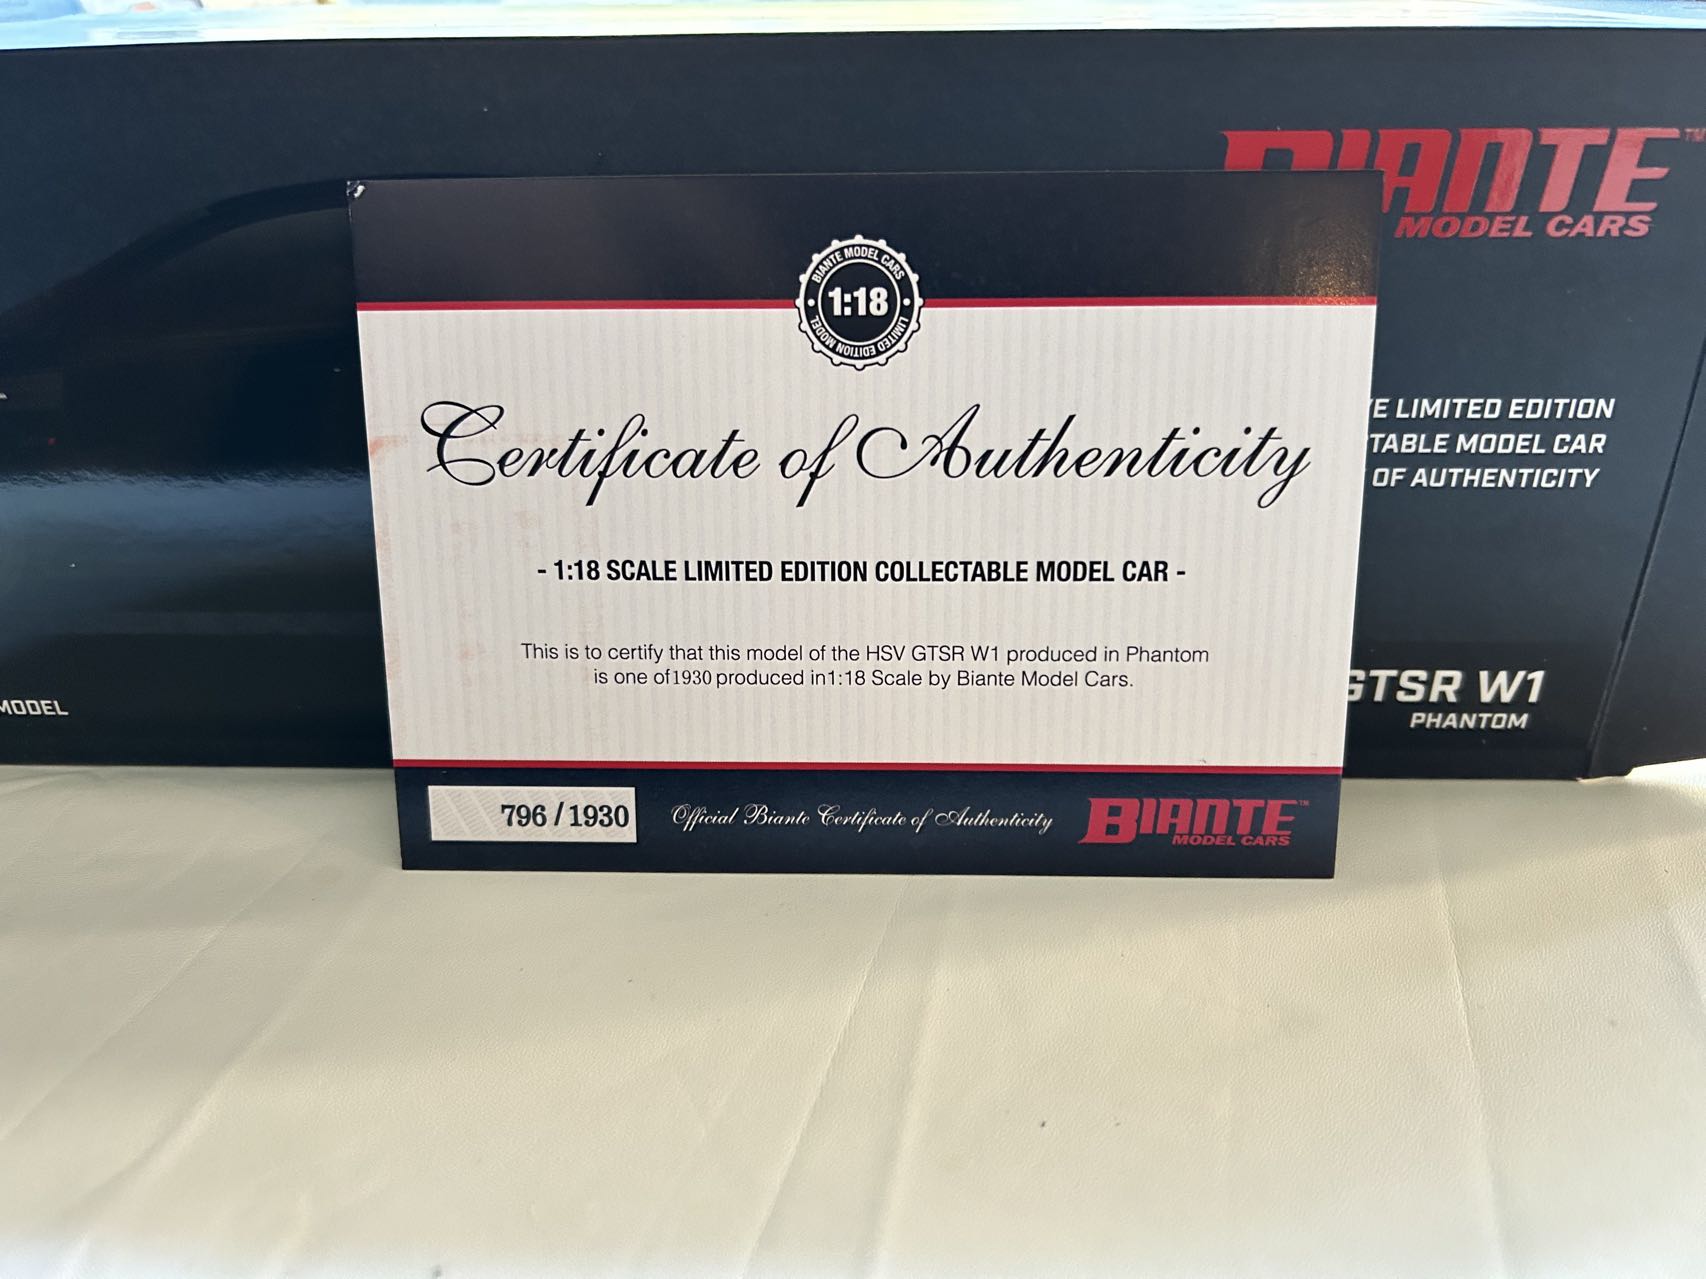 BIANTE™
MODEL CARS
BIANTE MODEL CARS
1:18
LIMITED EDITION MODEL
Certificate of Authenticity
- 1:18 SCALE LIMITED EDITION COLLECTABLE MODEL CAR -
This is to certify that this model of the HSV GTSR W1 produced in Phantom
is one of1930 produced in1:18 Scale by Biante Model Cars.
796 / 1930
Official Biante Certificate of Authenticity
BIANTE™
MODEL CARS
LIMITED EDITION
MODEL CAR
OF AUTHENTICITY
GTSR W1
PHANTOM
MODEL